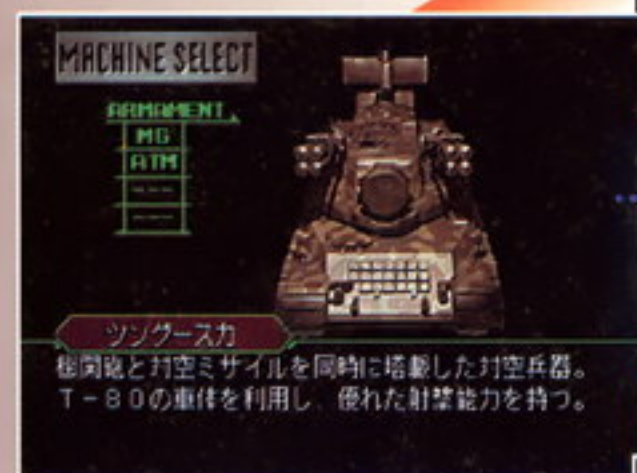 MACHINE SELECT
ARMAMENT
MG
ATM
-----
-----
ツングースカ
機関砲と対空ミサイルを同時に塔載した対空兵器。
T-80の車体を利用し、優れた射撃能力を持つ。